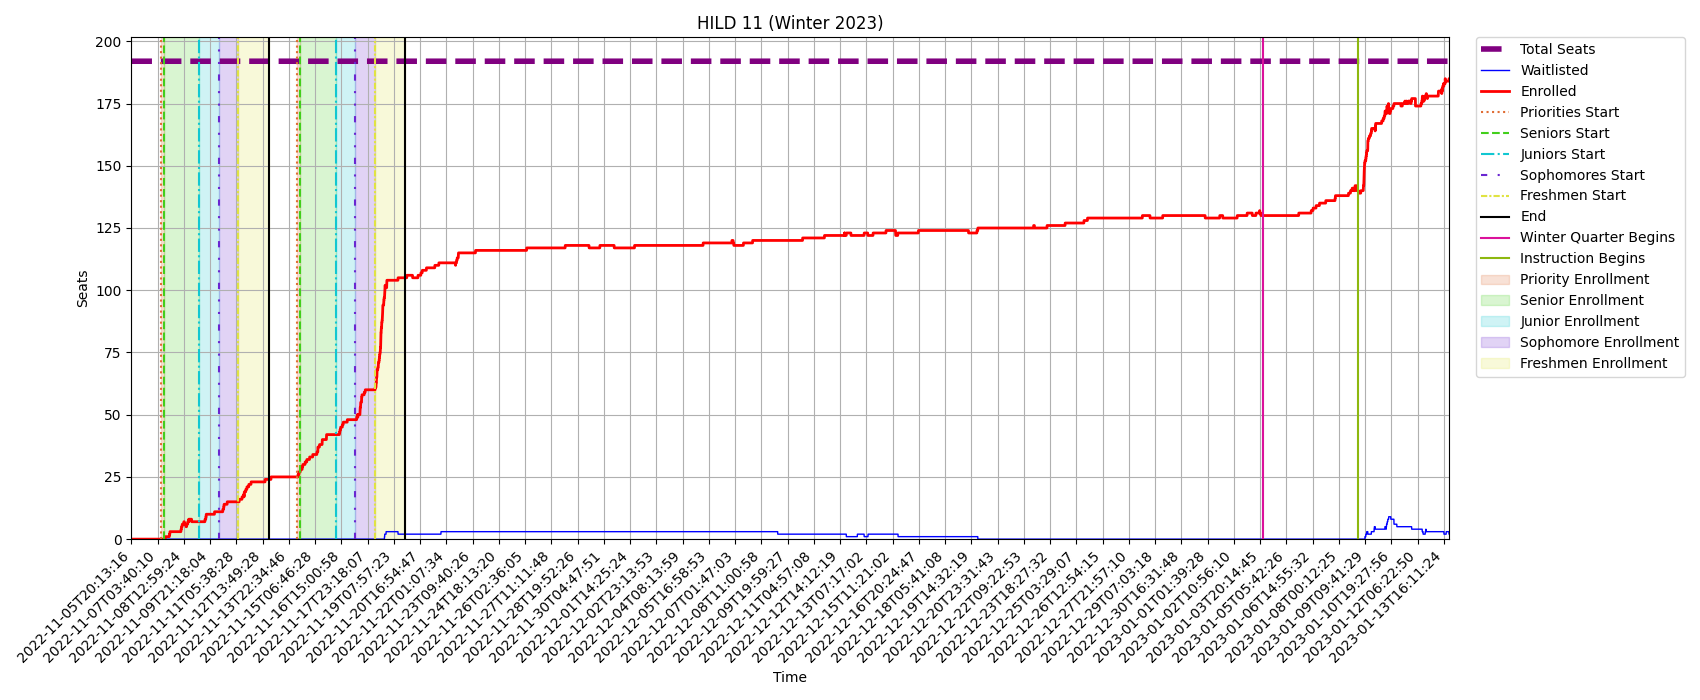 HILD 11 (Winter 2023)
200
175
150
125
100
75
50
25
0
Seats
2022-11-05T20:13:16
2022-11-07T03:40:10
2022-11-08T12:59:24
2022-11-09T21:18:04
2022-11-11T05:38:28
2022-11-12T13:49:28
2022-11-13T22:34:46
2022-11-15T06:46:28
2022-11-16T15:00:58
2022-11-17T23:18:07
2022-11-19T07:57:23
2022-11-20T16:54:47
2022-11-22T01:07:34
2022-11-24T18:13:20
2022-11-23T09:40:26
2022-11-26T02:36:05
2022-11-27T11:11:48
2022-11-28T19:52:26
2022-11-30T04:47:51
2022-12-01T14:25:24
2022-12-02T23:13:53
2022-12-04T08:13:59
2022-12-05T16:58:53
2022-12-07T01:47:03
2022-12-08T11:00:58
2022-12-09T19:59:27
2022-12-11T04:57:08
2022-12-12T14:12:19
2022-12-13T07:17:02
2022-12-15T11:21:02
2022-12-16T20:24:47
2022-12-18T05:41:08
2022-12-19T14:32:19
2022-12-20T23:31:43
2022-12-22T09:22:53
2022-12-23T18:27:32
2022-12-25T03:29:07
2022-12-26T12:54:15
2022-12-27T21:57:10
2022-12-29T07:03:18
2022-12-30T16:31:48
2023-01-01T01:39:28
2023-01-02T10:56:10
2023-01-03T20:14:45
2023-01-05T05:42:26
2023-01-06T14:55:32
2023-01-08T00:12:25
2023-01-09T09:41:29
2023-01-10T19:27:56
2023-01-12T06:22:50
2023-01-13T16:11:24
Time
Total Seats
Waitlisted
Enrolled
Priorities Start
Seniors Start
Juniors Start
Sophomores Start
Freshmen Start
End
Winter Quarter Begins
Instruction Begins
Priority Enrollment
Senior Enrollment
Junior Enrollment
Sophomore Enrollment
Freshmen Enrollment